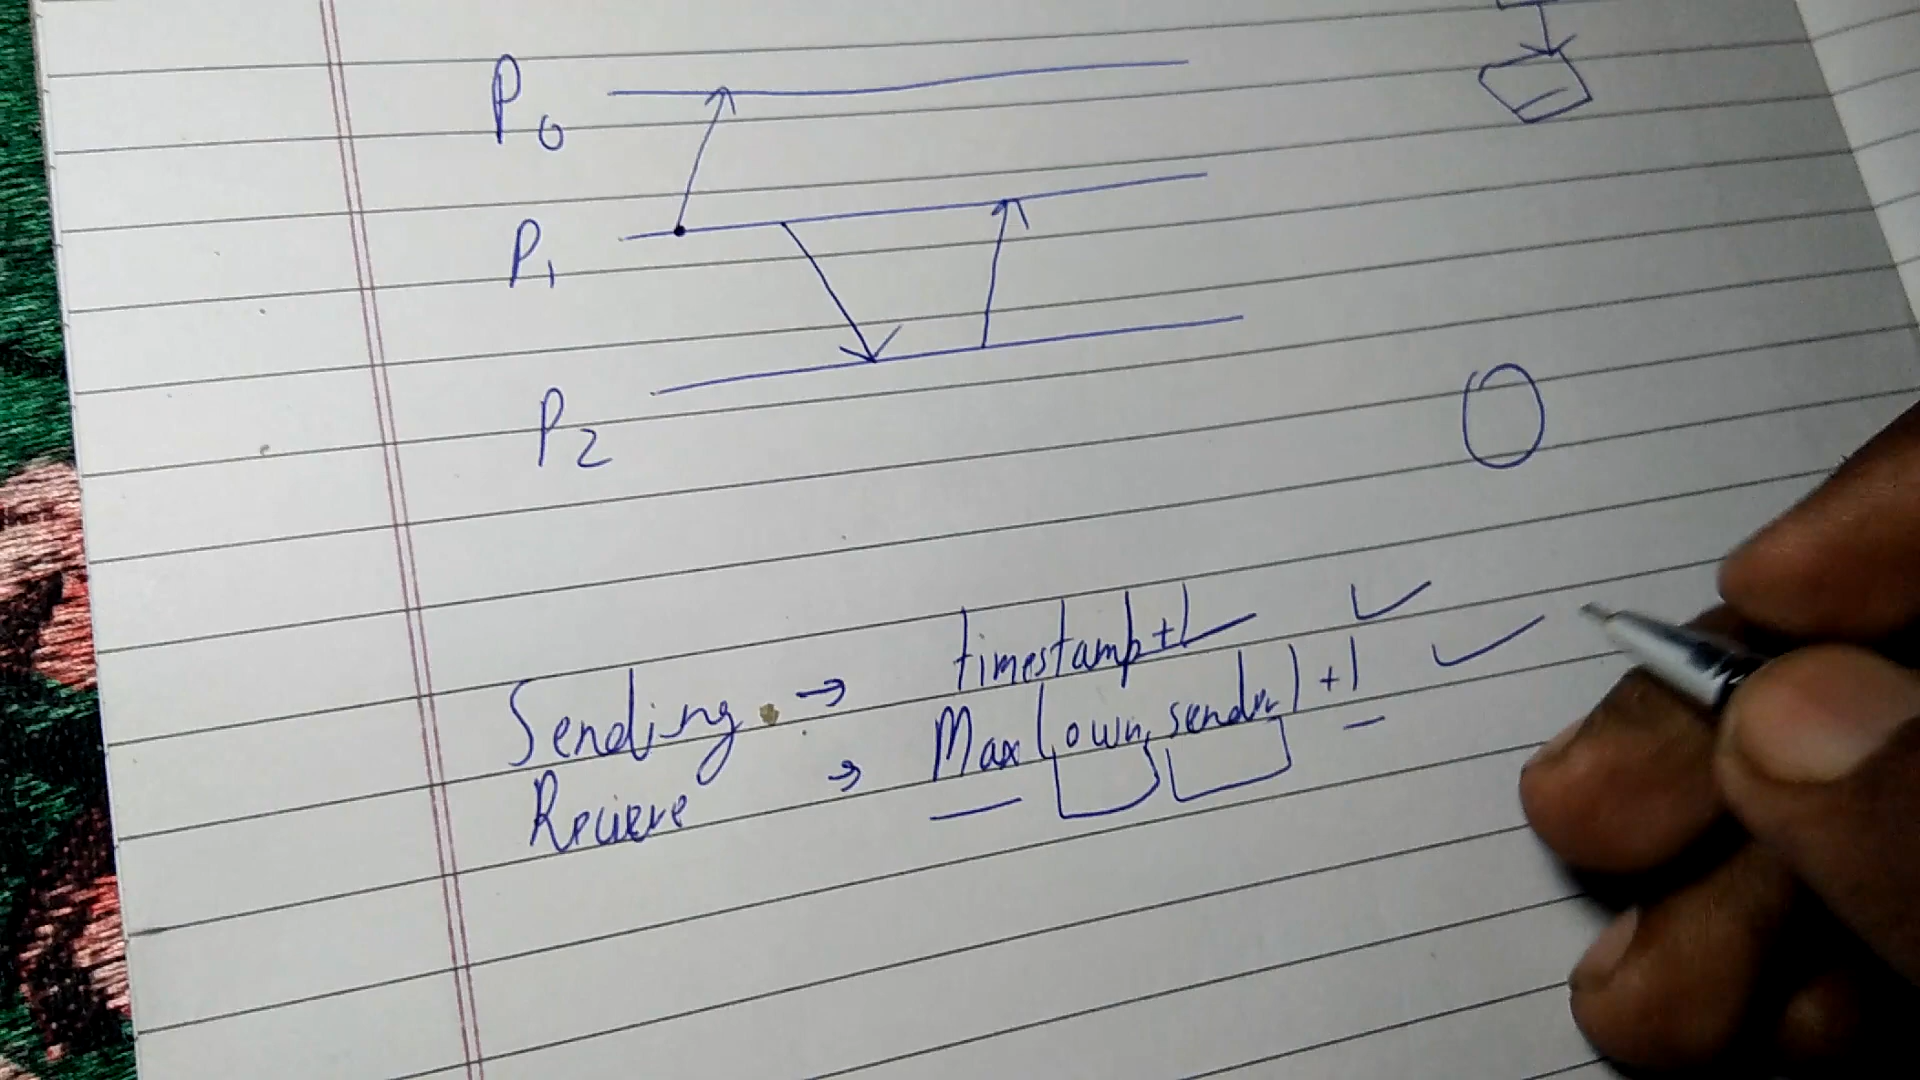 P0
P1
P2
Sending → timestamp+1
Recieve → Max(own, sender)+1